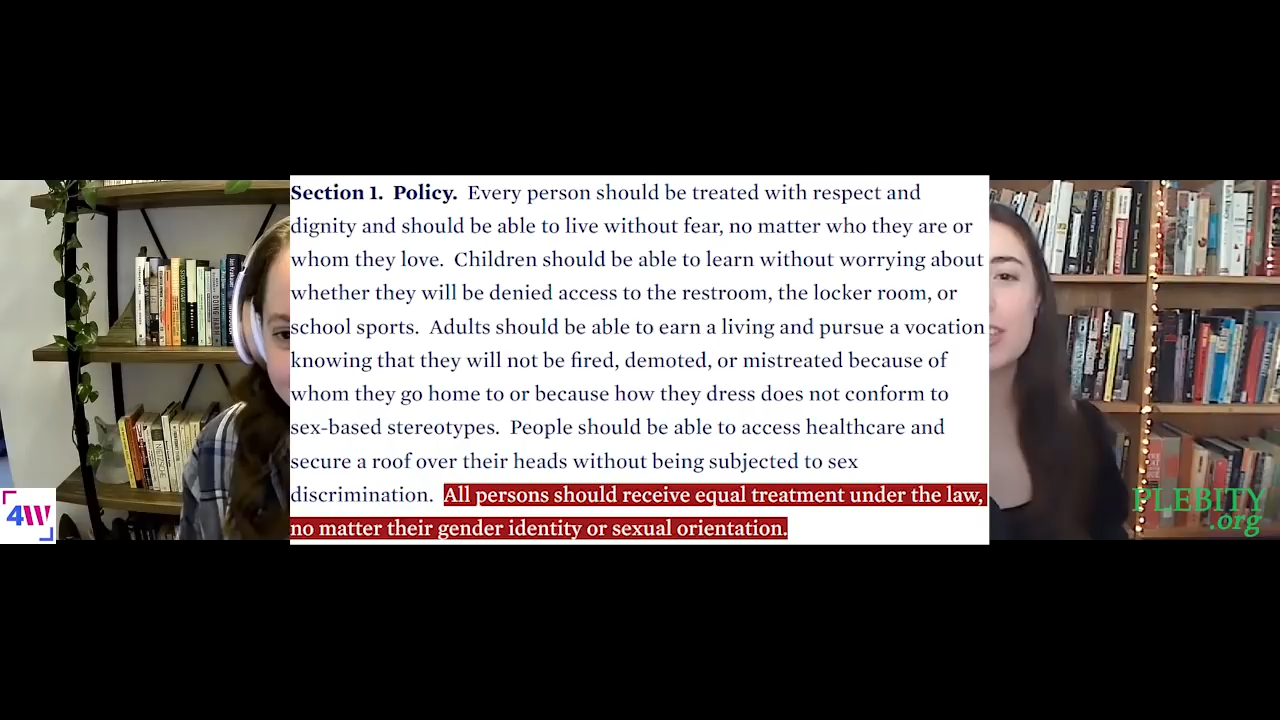 Section 1. Policy. Every person should be treated with respect and
dignity and should be able to live without fear, no matter who they are or
whom they love. Children should be able to learn without worrying about
whether they will be denied access to the restroom, the locker room, or
school sports. Adults should be able to earn a living and pursue a vocation
knowing that they will not be fired, demoted, or mistreated because of
whom they go home to or because how they dress does not conform to
sex-based stereotypes. People should be able to access healthcare and
secure a roof over their heads without being subjected to sex
discrimination. All persons should receive equal treatment under the law,
no matter their gender identity or sexual orientation.
4W
PLEBITY
.org
NIETZSCHE